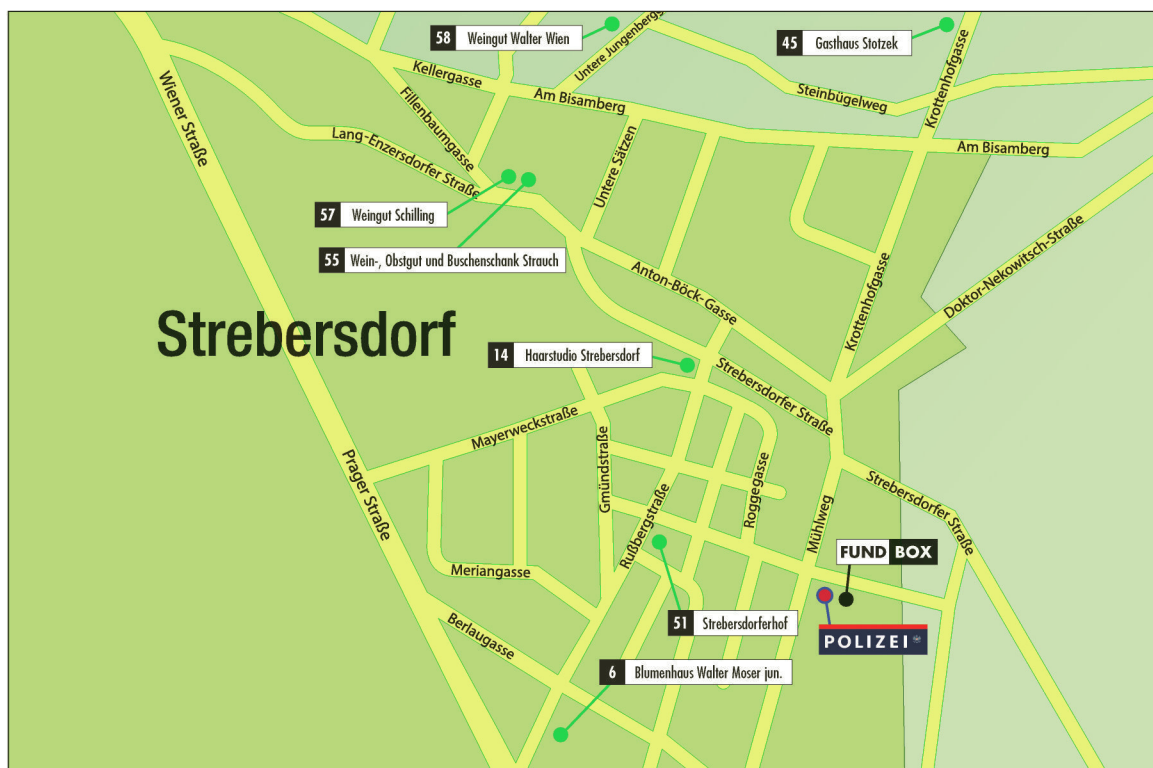 58 Weingut Walter Wien
Untere Jungenbergg
45 Gasthaus Stotzek
Wiener Straße
Kellergasse
Fillenbaumgasse
Am Bisamberg
Steinbügelweg
Krottenhofgasse
Am Bisamberg
Lang-Enzersdorfer Straße
Untere Sätzen
57 Weingut Schilling
55 Wein-, Obstgut und Buschenschank Strauch
Anton-Böck-Gasse
Krottenhofgasse
Doktor-Nekowitsch-Straße
Strebersdorf
14 Haarstudio Strebersdorf
Strebersdorfer Straße
Mayerweckstraße
Prager Straße
Gmündstraße
Rußbergstraße
Roggegasse
Mühlweg
Strebersdorfer Straße
FUND BOX
Meriangasse
Berlaugasse
51 Strebersdorferhof
POLIZEI
6 Blumenhaus Walter Moser jun.